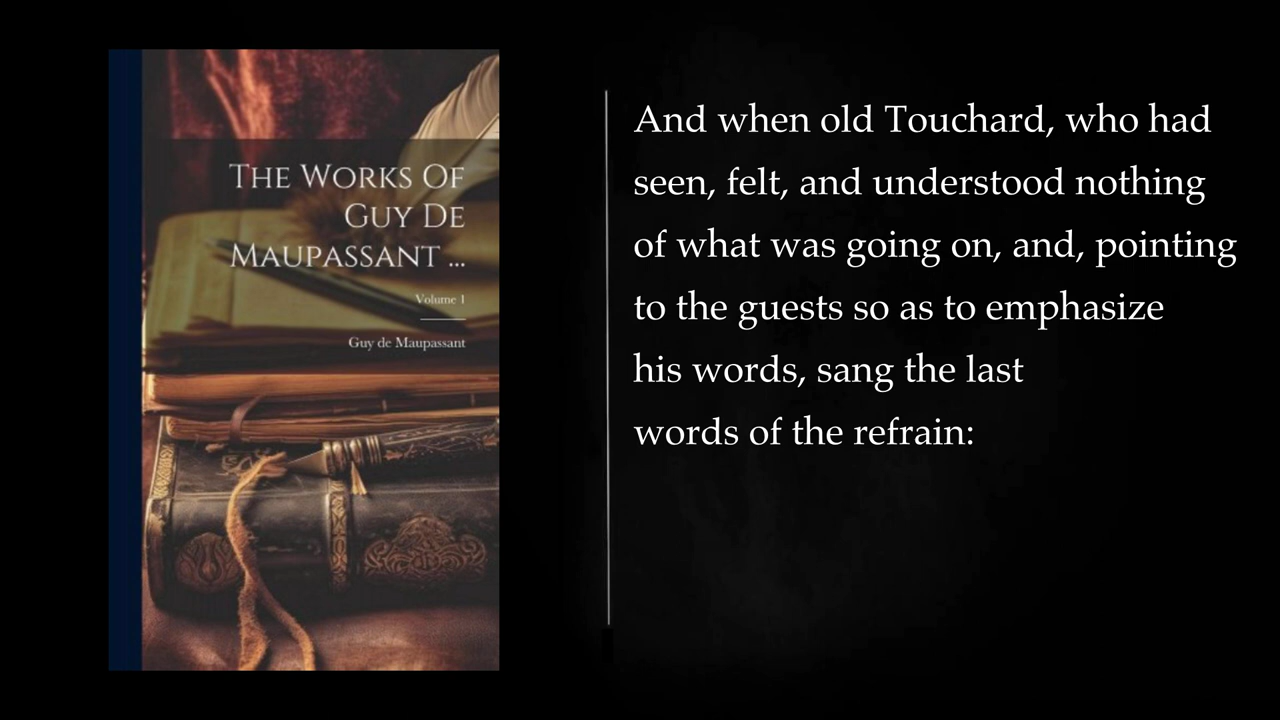 The Works Of
Guy De
Maupassant ...
Volume 1
Guy de Maupassant
And when old Touchard, who had
seen, felt, and understood nothing
of what was going on, and, pointing
to the guests so as to emphasize
his words, sang the last
words of the refrain: